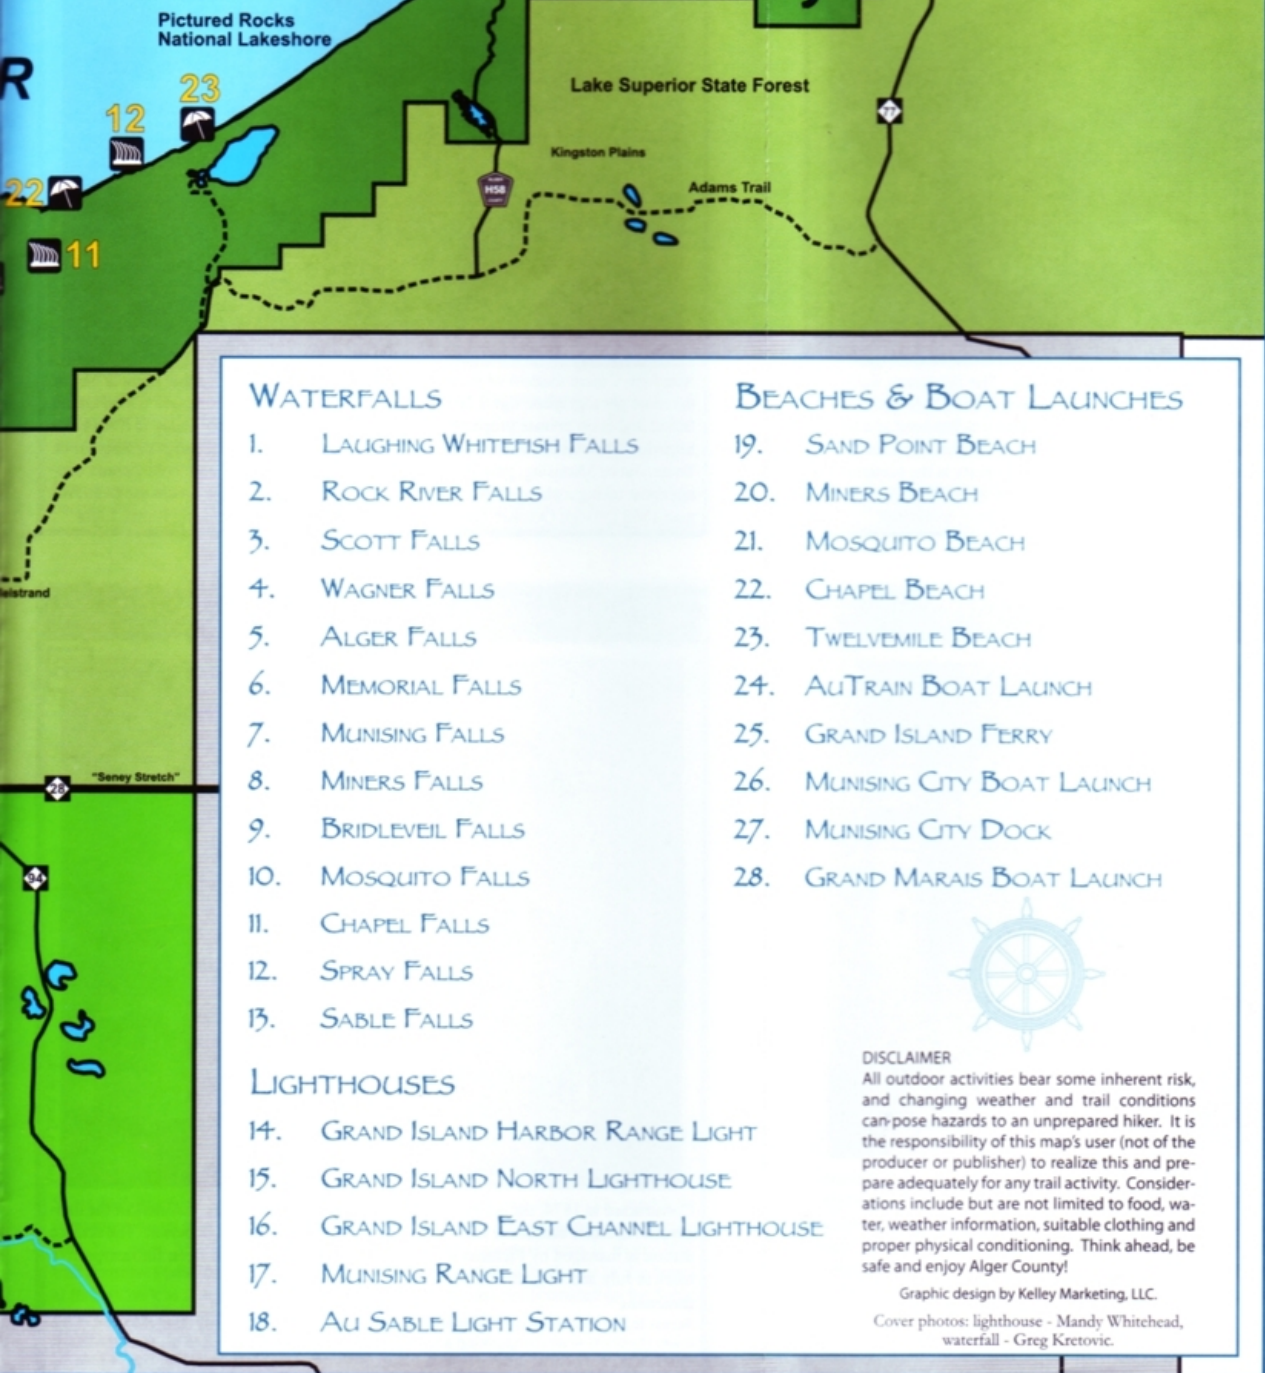 Pictured Rocks
National Lakeshore
R
23
12
22
11
Lake Superior State Forest
77
Kingston Plains
H58
Adams Trail
"Seney Stretch"
28
94
WATERFALLS
1. LAUGHING WHITEFISH FALLS
2. ROCK RIVER FALLS
3. SCOTT FALLS
4. WAGNER FALLS
5. ALGER FALLS
6. MEMORIAL FALLS
7. MUNISING FALLS
8. MINERS FALLS
9. BRIDLEVEIL FALLS
10. MOSQUITO FALLS
11. CHAPEL FALLS
12. SPRAY FALLS
13. SABLE FALLS
LIGHTHOUSES
14. GRAND ISLAND HARBOR RANGE LIGHT
15. GRAND ISLAND NORTH LIGHTHOUSE
16. GRAND ISLAND EAST CHANNEL LIGHTHOUSE
17. MUNISING RANGE LIGHT
18. AU SABLE LIGHT STATION
BEACHES & BOAT LAUNCHES
19. SAND POINT BEACH
20. MINERS BEACH
21. MOSQUITO BEACH
22. CHAPEL BEACH
23. TWELVEMILE BEACH
24. AUTRAIN BOAT LAUNCH
25. GRAND ISLAND FERRY
26. MUNISING CITY BOAT LAUNCH
27. MUNISING CITY DOCK
28. GRAND MARAIS BOAT LAUNCH
DISCLAIMER
All outdoor activities bear some inherent risk,
and changing weather and trail conditions
can pose hazards to an unprepared hiker. It is
the responsibility of this map's user (not of the
producer or publisher) to realize this and pre-
pare adequately for any trail activity. Consider-
ations include but are not limited to food, wa-
ter, weather information, suitable clothing and
proper physical conditioning. Think ahead, be
safe and enjoy Alger County!
Graphic design by Kelley Marketing, LLC.
Cover photos: lighthouse - Mandy Whitehead,
waterfall - Greg Kretovic.